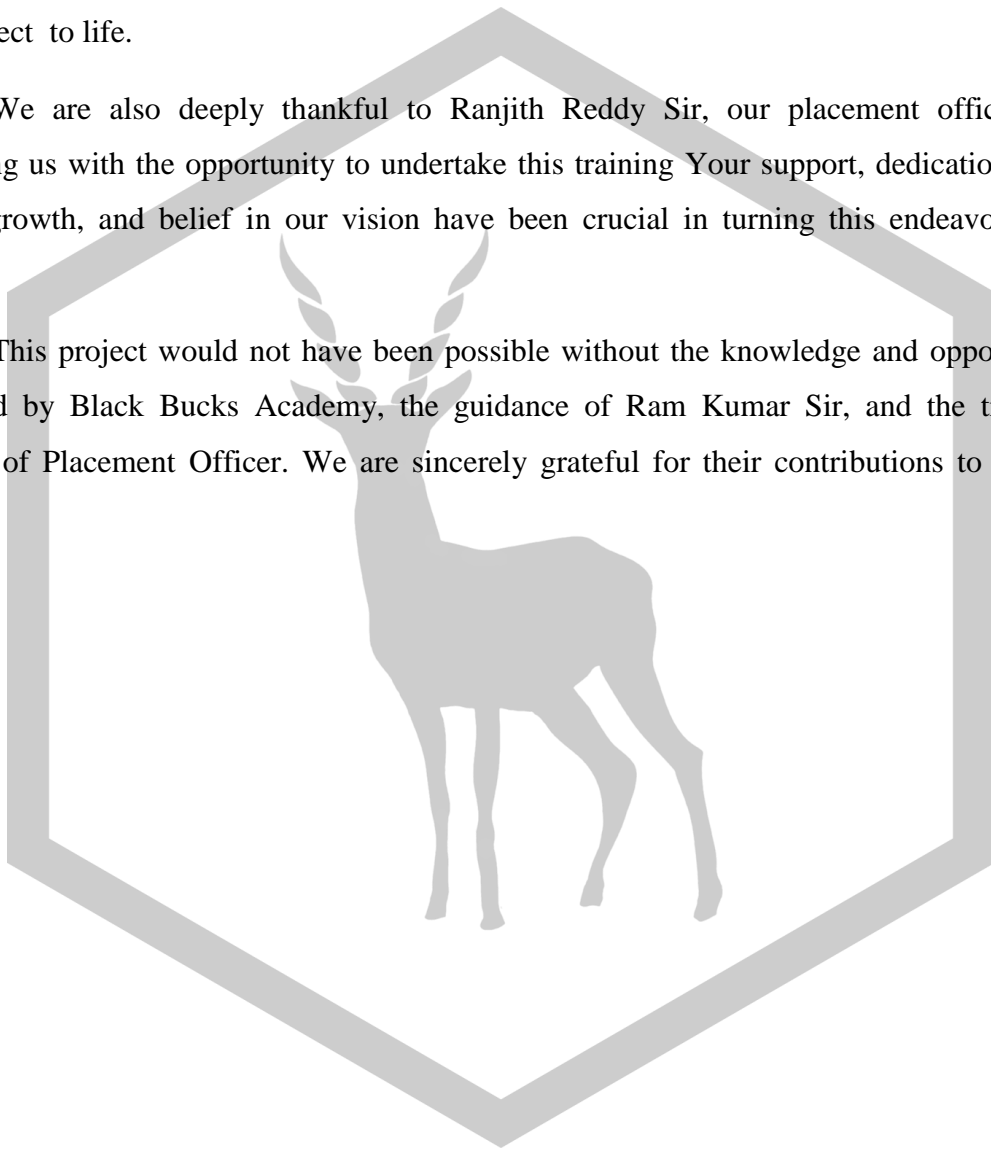 ect to life.
We are also deeply thankful to Ranjith Reddy Sir, our placement offic
ng us with the opportunity to undertake this training Your support, dedicatio
growth, and belief in our vision have been crucial in turning this endeavo
This project would not have been possible without the knowledge and oppo
d by Black Bucks Academy, the guidance of Ram Kumar Sir, and the t
of Placement Officer. We are sincerely grateful for their contributions to